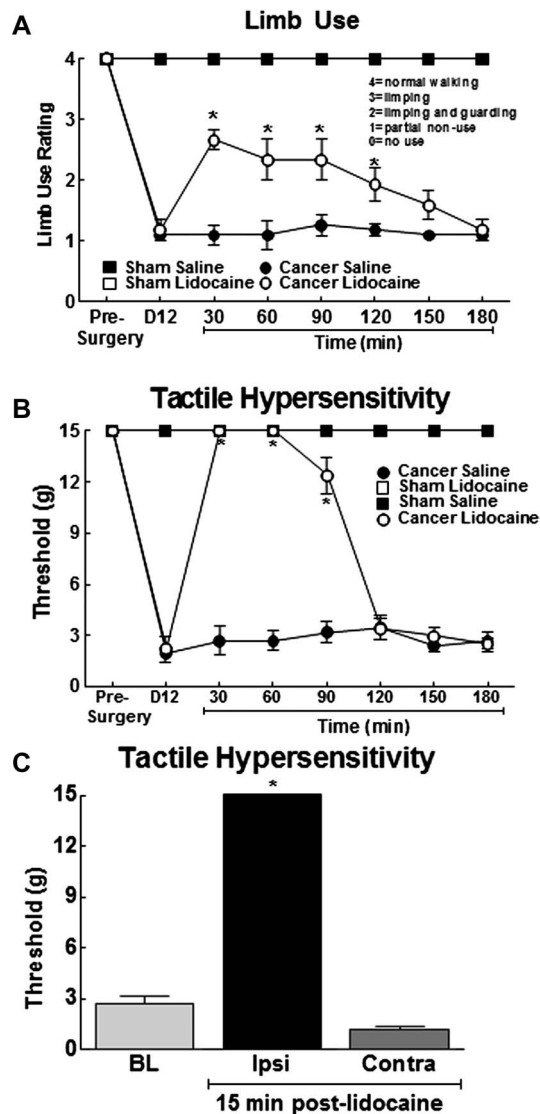 A
Limb Use
4
3
2
1
0
Limb Use Rating
4=normal walking
3=limping
2=limping and guarding
1=partial non-use
0=no use
* * * *
Sham Saline Cancer Saline
Sham Lidocaine Cancer Lidocaine
Pre-Surgery D12 30 60 90 120 150 180
Time (min)
B
Tactile Hypersensitivity
15
12
9
6
3
0
Threshold (g)
* * *
Cancer Saline
Sham Lidocaine
Sham Saline
Cancer Lidocaine
Pre-Surgery D12 30 60 90 120 150 180
Time (min)
C
Tactile Hypersensitivity
15
12
9
6
3
0
Threshold (g)
*
BL Ipsi Contra
15 min post-lidocaine